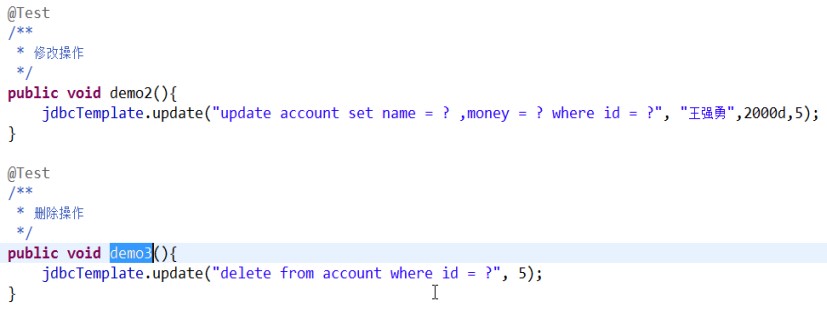 @Test
/**
 * 修改操作
 */
public void demo2(){
    jdbcTemplate.update("update account set name = ? ,money = ? where id = ?", "王强勇",2000d,5);
}
@Test
/**
 * 删除操作
 */
public void demo3(){
    jdbcTemplate.update("delete from account where id = ?", 5);
}